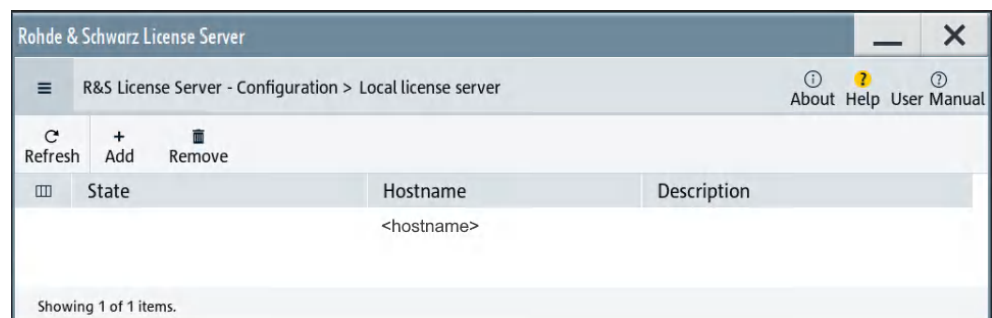 Rohde & Schwarz License Server
R&S License Server - Configuration > Local license server
About Help User Manual
Refresh Add Remove
State Hostname Description
<hostname>
Showing 1 of 1 items.